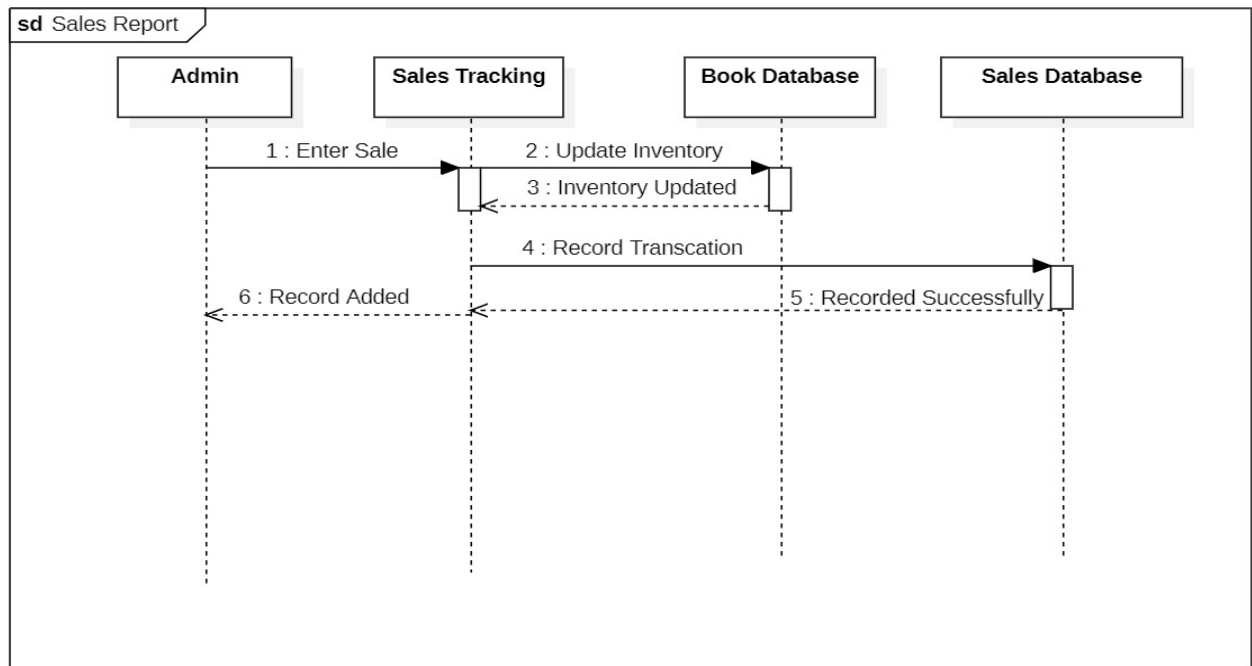 sd Sales Report
Admin
Sales Tracking
Book Database
Sales Database
1 : Enter Sale
2 : Update Inventory
3 : Inventory Updated
4 : Record Transcation
5 : Recorded Successfully
6 : Record Added